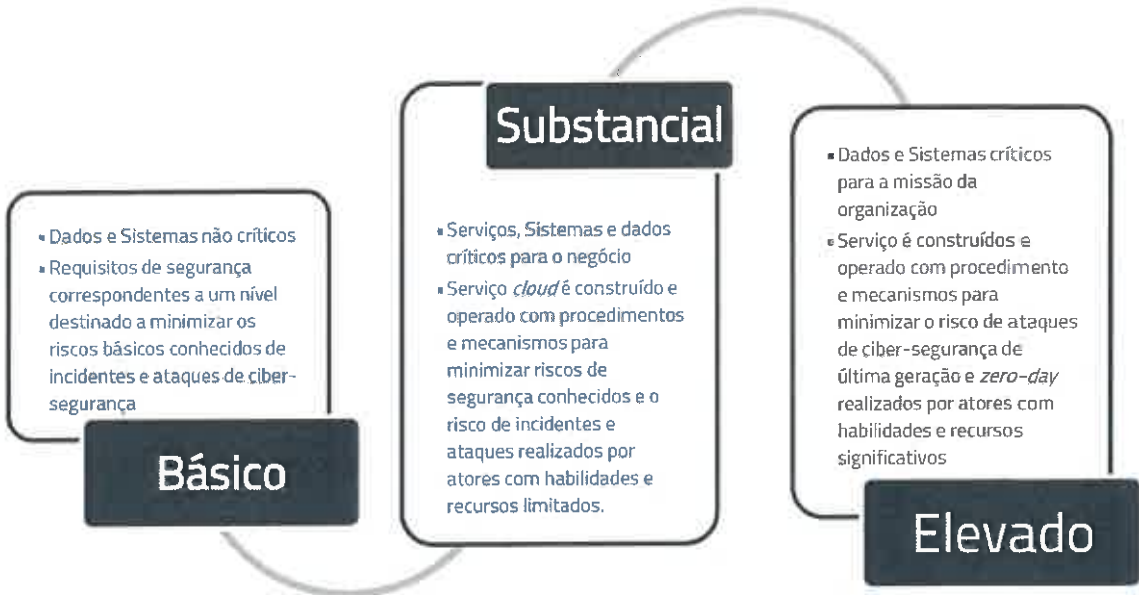 ▪ Dados e Sistemas não críticos
▪ Requisitos de segurança
correspondentes a um nível
destinado a minimizar os
riscos básicos conhecidos de
incidentes e ataques de ciber-
segurança
Básico
Substancial
▪ Serviços, Sistemas e dados
críticos para o negócio
▪ Serviço cloud é construído e
operado com procedimentos
e mecanismos para
minimizar riscos de
segurança conhecidos e o
risco de incidentes e
ataques realizados por
atores com habilidades e
recursos limitados.
▪ Dados e Sistemas críticos
para a missão da
organização
▪ Serviço é construídos e
operado com procedimento
e mecanismos para
minimizar o risco de ataques
de ciber-segurança de
última geração e zero-day
realizados por atores com
habilidades e recursos
significativos
Elevado